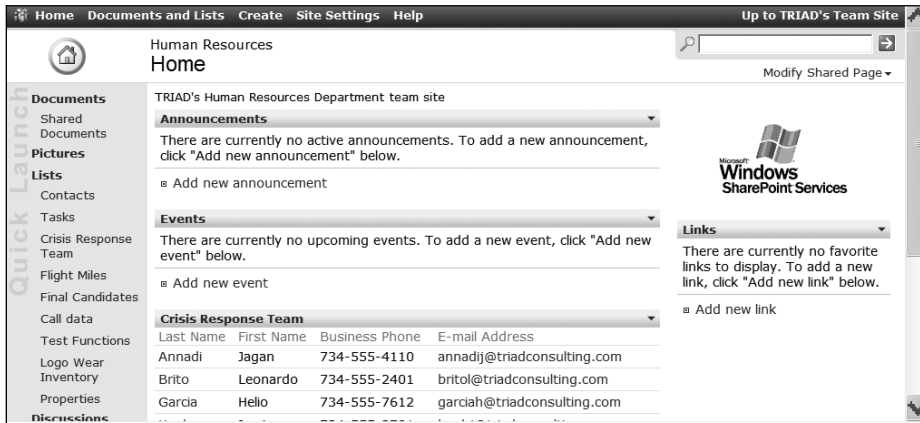 Home Documents and Lists Create Site Settings Help Up to TRIAD's Team Site
Human Resources
Home
Modify Shared Page
Quick Launch
Documents
Shared
Documents
Pictures
Lists
Contacts
Tasks
Crisis Response
Team
Flight Miles
Final Candidates
Call data
Test Functions
Logo Wear
Inventory
Properties
Discussions
TRIAD's Human Resources Department team site
Announcements
There are currently no active announcements. To add a new announcement,
click "Add new announcement" below.
Add new announcement
Events
There are currently no upcoming events. To add a new event, click "Add new
event" below.
Add new event
Crisis Response Team
Last Name First Name Business Phone E-mail Address
Annadi Jagan 734-555-4110 annadij@triadconsulting.com
Brito Leonardo 734-555-2401 britol@triadconsulting.com
Garcia Helio 734-555-7612 garciah@triadconsulting.com
Microsoft
Windows
SharePoint Services
Links
There are currently no favorite
links to display. To add a new
link, click "Add new link" below.
Add new link